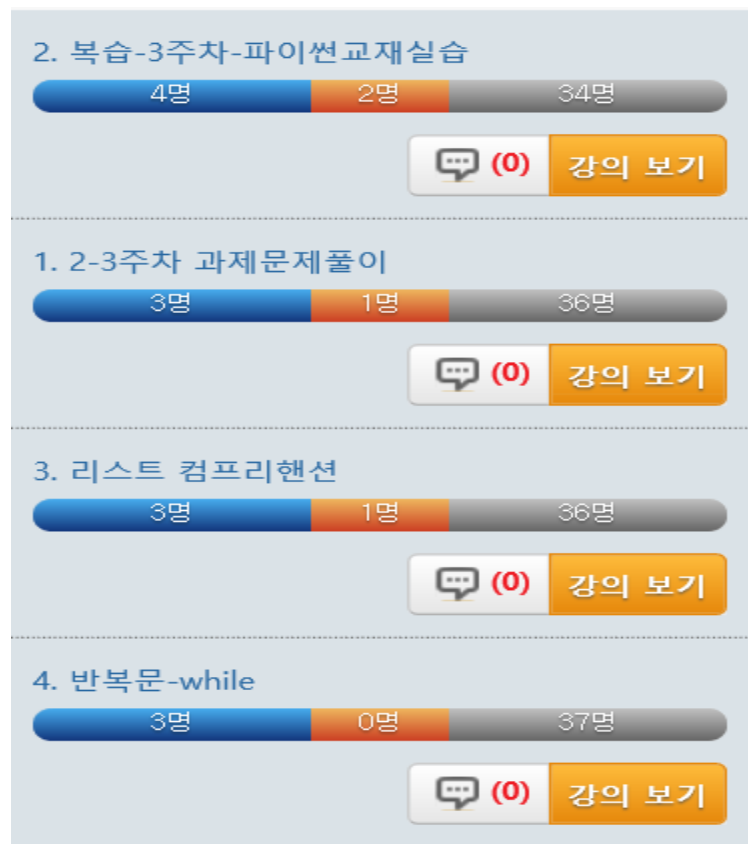 2. 복습-3주차-파이썬교재실습
4명 2명 34명
(0) 강의 보기
1. 2-3주차 과제문제풀이
3명 1명 36명
(0) 강의 보기
3. 리스트 컴프리핸션
3명 1명 36명
(0) 강의 보기
4. 반복문-while
3명 0명 37명
(0) 강의 보기